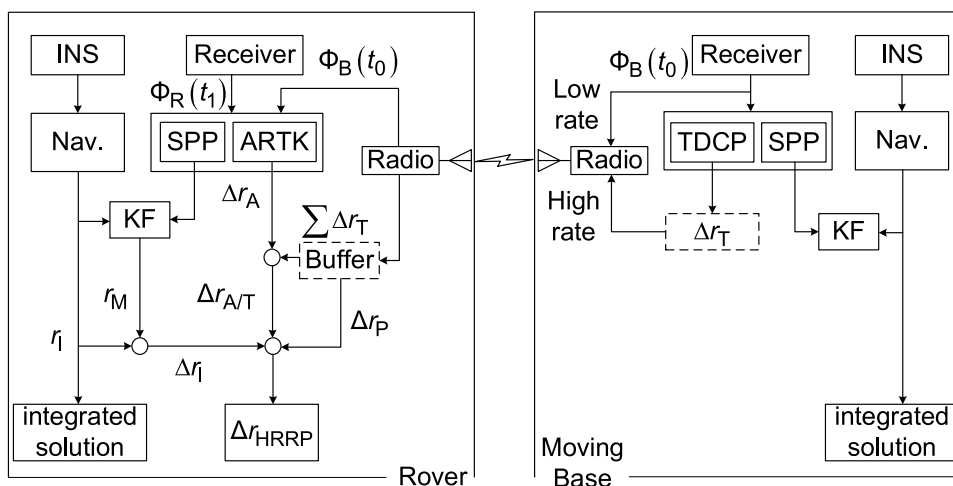 INS
Receiver
Φ_B(t_0)
Φ_R(t_1)
Nav.
SPP
ARTK
Radio
Δr_A
KF
∑ Δr_T
Buffer
r_M
Δr_A/T
Δr_P
r_I
Δr_I
integrated
solution
Δr_HRRP
Rover
Φ_B(t_0)
Receiver
INS
Low
rate
TDCP
SPP
Nav.
Radio
High
rate
Δr_T
KF
integrated
solution
Moving
Base